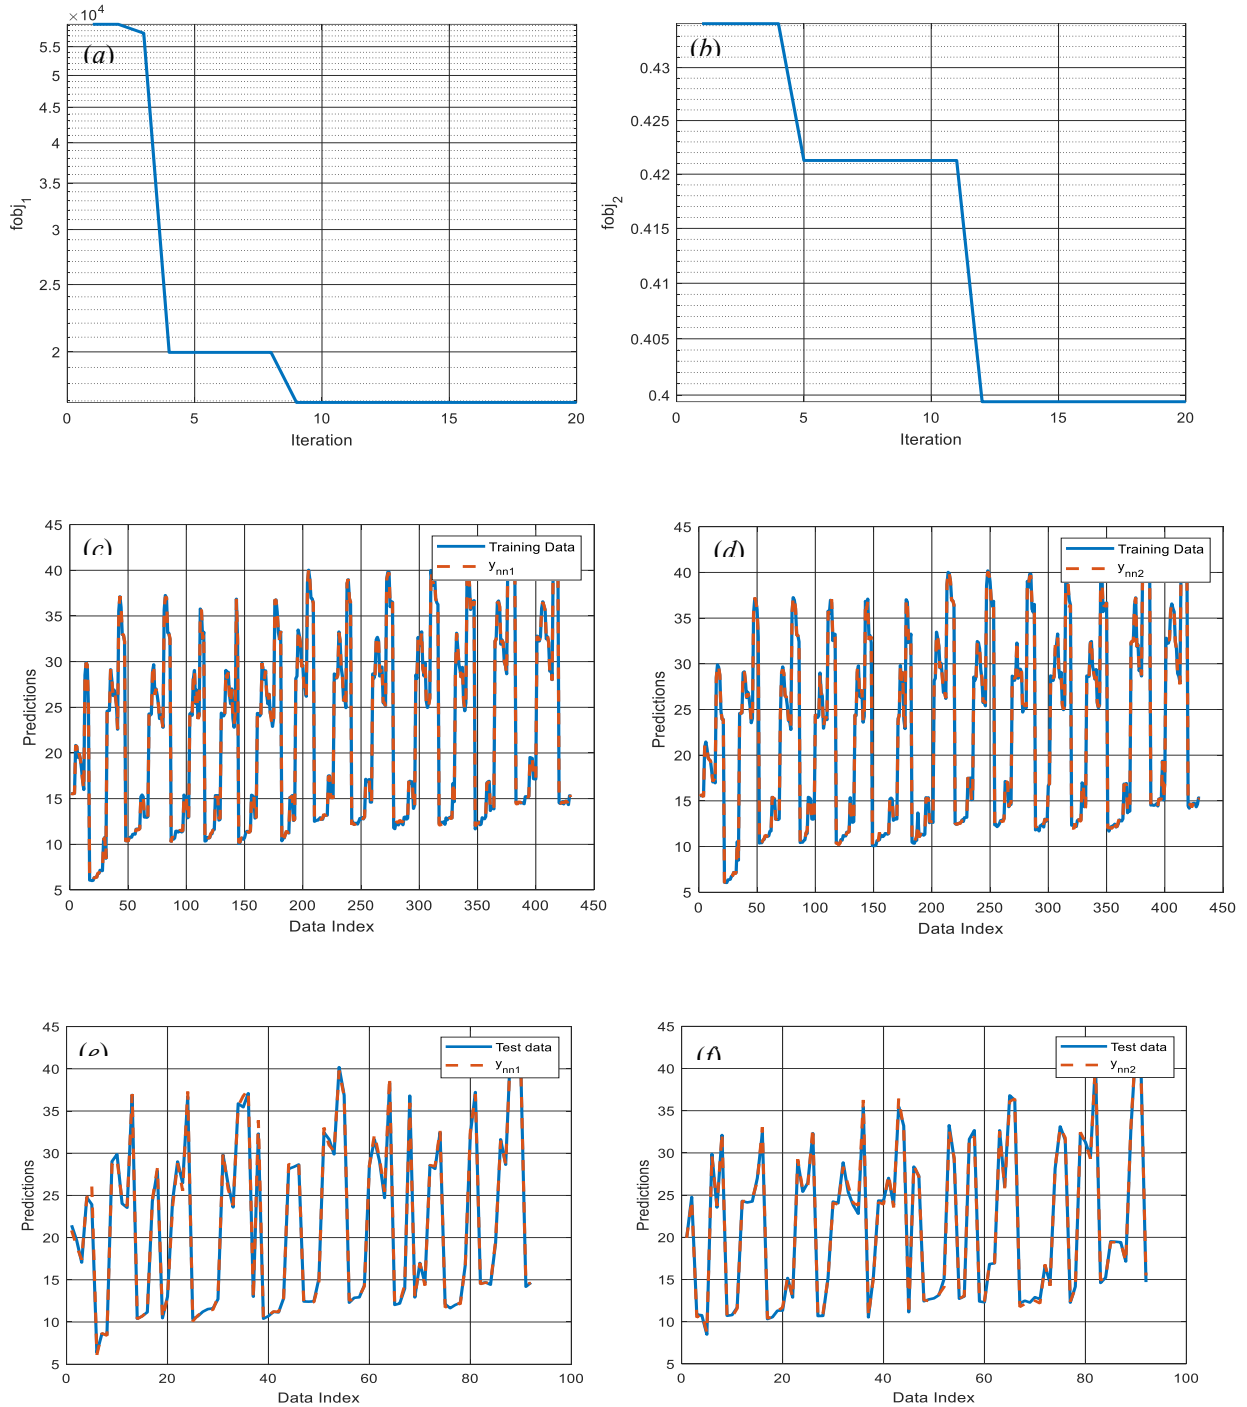 ×10⁴
(a)
5.5
5
4.5
4
3.5
3
2.5
2
fobj₁
0 5 10 15 20
Iteration
(b)
0.43
0.425
0.42
0.415
0.41
0.405
0.4
fobj₂
0 5 10 15 20
Iteration
(c)
Training Data
y_nn1
45
40
35
30
25
20
15
10
5
Predictions
0 50 100 150 200 250 300 350 400 450
Data Index
(d)
Training Data
y_nn2
45
40
35
30
25
20
15
10
5
Predictions
0 50 100 150 200 250 300 350 400 450
Data Index
(e)
Test data
y_nn1
45
40
35
30
25
20
15
10
5
Predictions
0 20 40 60 80 100
Data Index
(f)
Test data
y_nn2
45
40
35
30
25
20
15
10
5
Predictions
0 20 40 60 80 100
Data Index